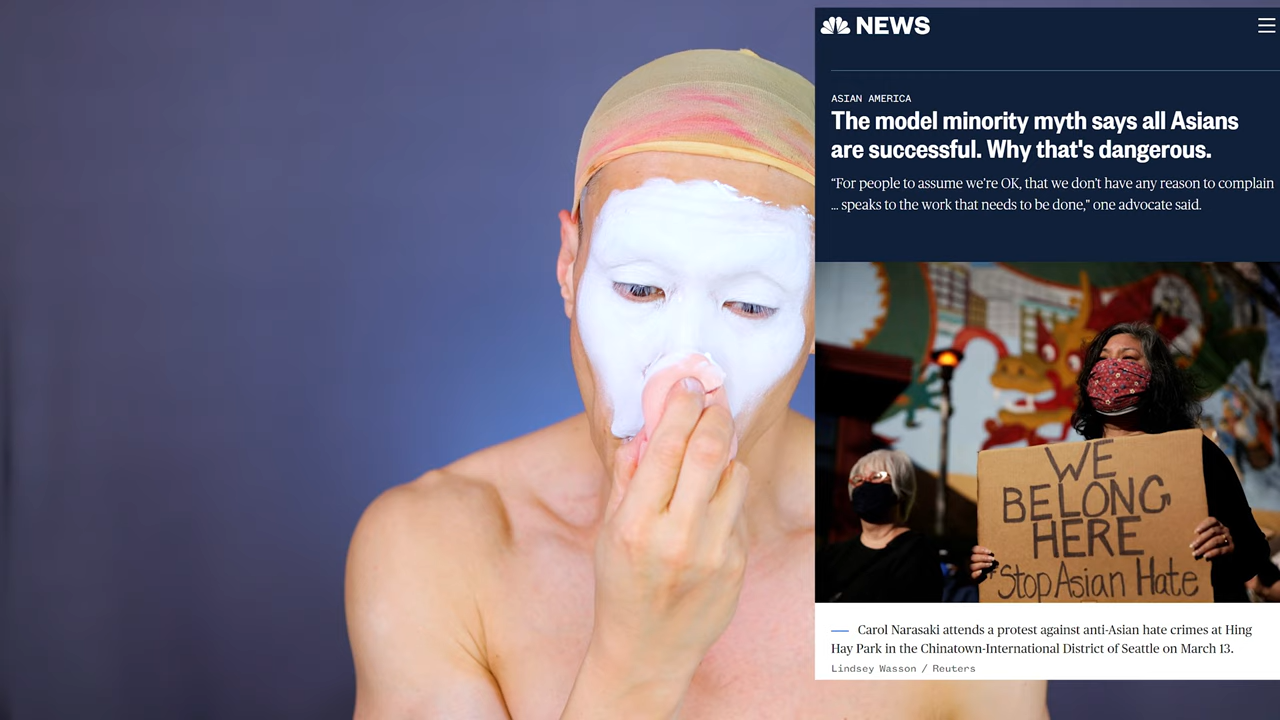 NEWS
ASIAN AMERICA
The model minority myth says all Asians
are successful. Why that's dangerous.
“For people to assume we’re OK, that we don’t have any reason to complain
... speaks to the work that needs to be done,” one advocate said.
WE
BELONG
HERE
#StopAsian Hate
Carol Narasaki attends a protest against anti-Asian hate crimes at Hing
Hay Park in the Chinatown-International District of Seattle on March 13.
Lindsey Wasson / Reuters